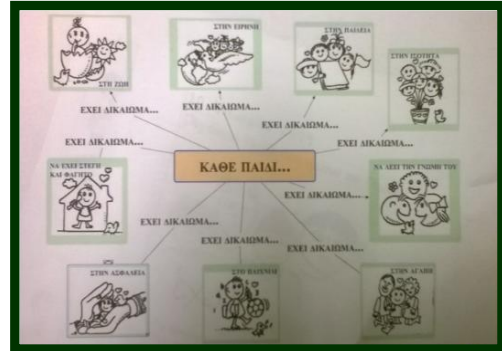 ΣΤΗ ΖΩΗ
ΣΤΗΝ ΕΙΡΗΝΗ
ΣΤΗΝ ΠΑΙΔΕΙΑ
ΣΤΗΝ ΙΣΟΤΗΤΑ
ΕΧΕΙ ΔΙΚΑΙΩΜΑ...
ΕΧΕΙ ΔΙΚΑΙΩΜΑ...
ΕΧΕΙ ΔΙΚΑΙΩΜΑ...
ΕΧΕΙ ΔΙΚΑΙΩΜΑ...
ΕΧΕΙ ΔΙΚΑΙΩΜΑ...
ΝΑ ΕΧΕΙ ΣΤΕΓΗ
ΚΑΙ ΦΑΓΗΤΟ
ΚΑΘΕ ΠΑΙΔΙ...
ΝΑ ΛΕΕΙ ΤΗΝ ΓΝΩΜΗ ΤΟΥ
ΕΧΕΙ ΔΙΚΑΙΩΜΑ...
ΕΧΕΙ ΔΙΚΑΙΩΜΑ...
ΕΧΕΙ ΔΙΚΑΙΩΜΑ...
ΕΧΕΙ ΔΙΚΑΙΩΜΑ...
ΣΤΗΝ ΑΣΦΑΛΕΙΑ
ΣΤΟ ΠΑΙΧΝΙΔΙ
ΣΤΗΝ ΑΓΑΠΗ